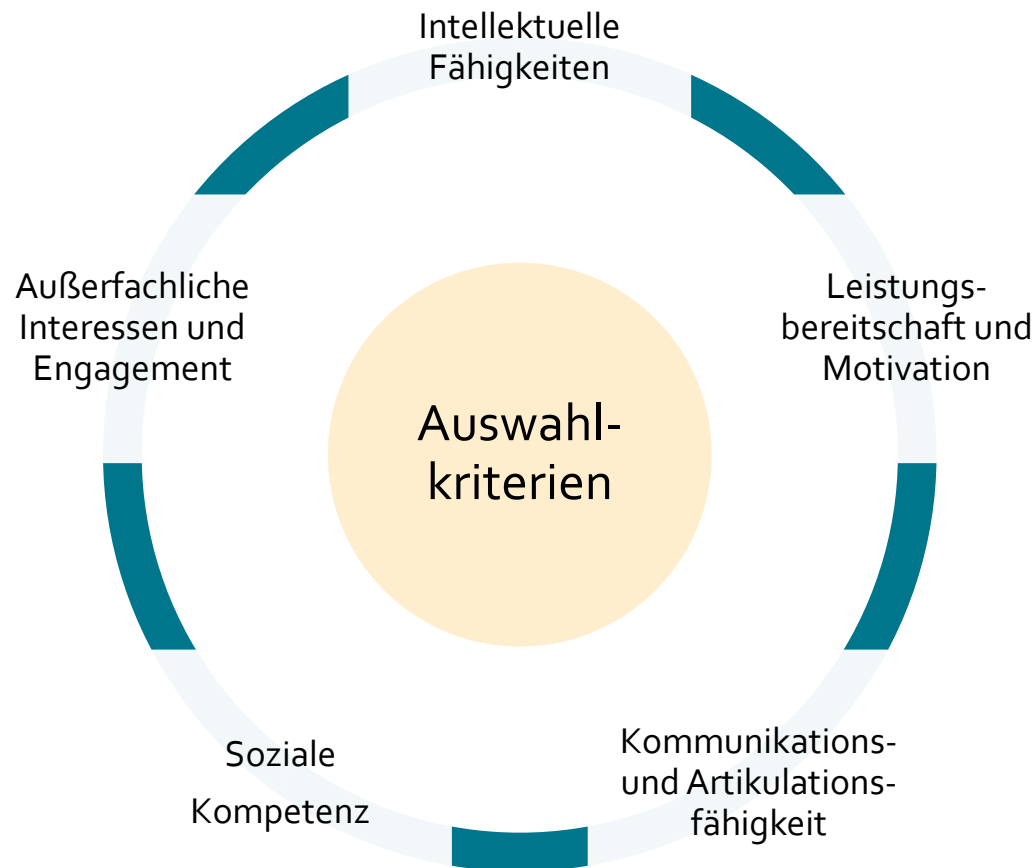 Intellektuelle
Fähigkeiten
Außerfachliche
Interessen und
Engagement
Leistungs-
bereitschaft und
Motivation
Auswahl-
kriterien
Soziale
Kompetenz
Kommunikations-
und Artikulations-
fähigkeit